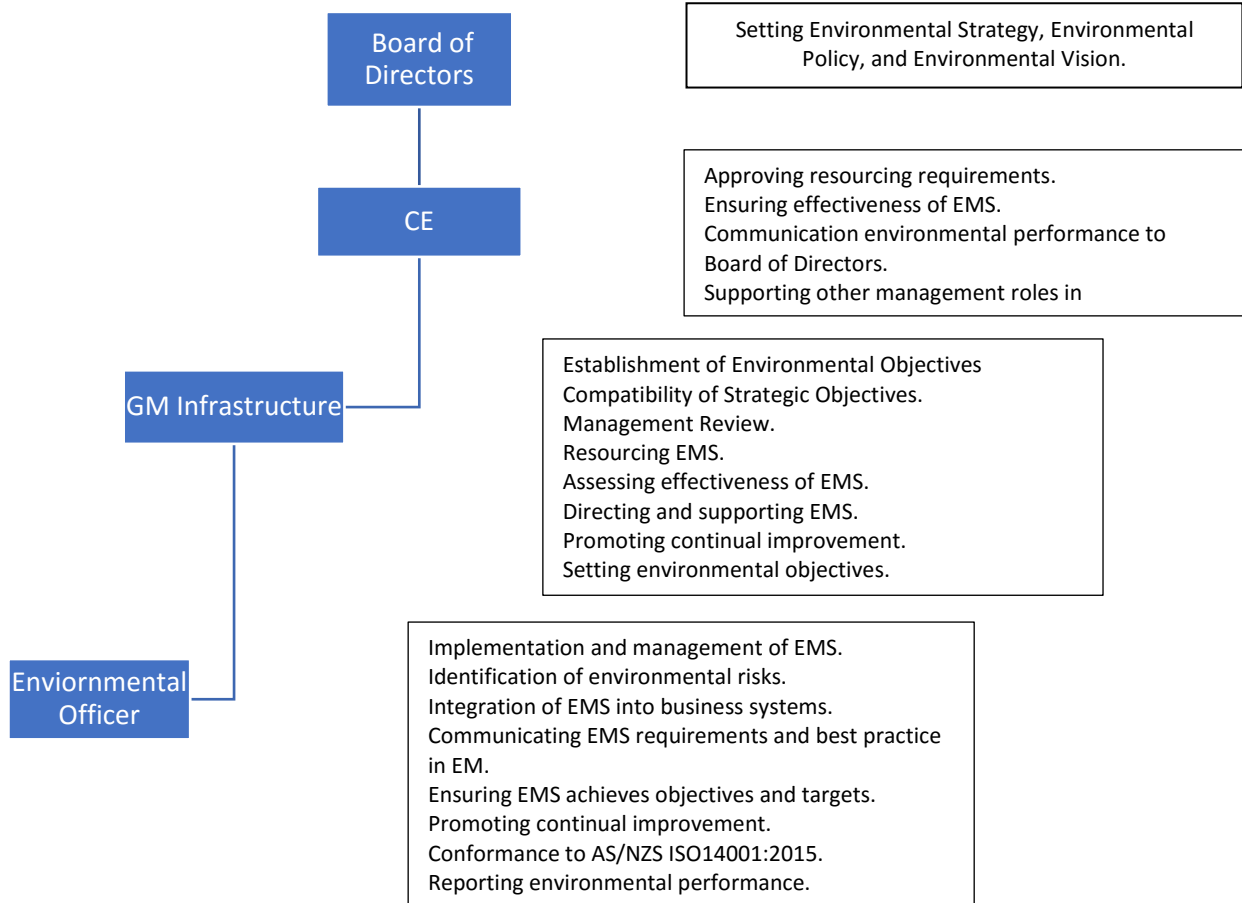 Board of
Directors
Setting Environmental Strategy, Environmental
Policy, and Environmental Vision.
CE
Approving resourcing requirements.
Ensuring effectiveness of EMS.
Communication environmental performance to
Board of Directors.
Supporting other management roles in
GM Infrastructure
Establishment of Environmental Objectives
Compatibility of Strategic Objectives.
Management Review.
Resourcing EMS.
Assessing effectiveness of EMS.
Directing and supporting EMS.
Promoting continual improvement.
Setting environmental objectives.
Enviornmental
Officer
Implementation and management of EMS.
Identification of environmental risks.
Integration of EMS into business systems.
Communicating EMS requirements and best practice
in EM.
Ensuring EMS achieves objectives and targets.
Promoting continual improvement.
Conformance to AS/NZS ISO14001:2015.
Reporting environmental performance.